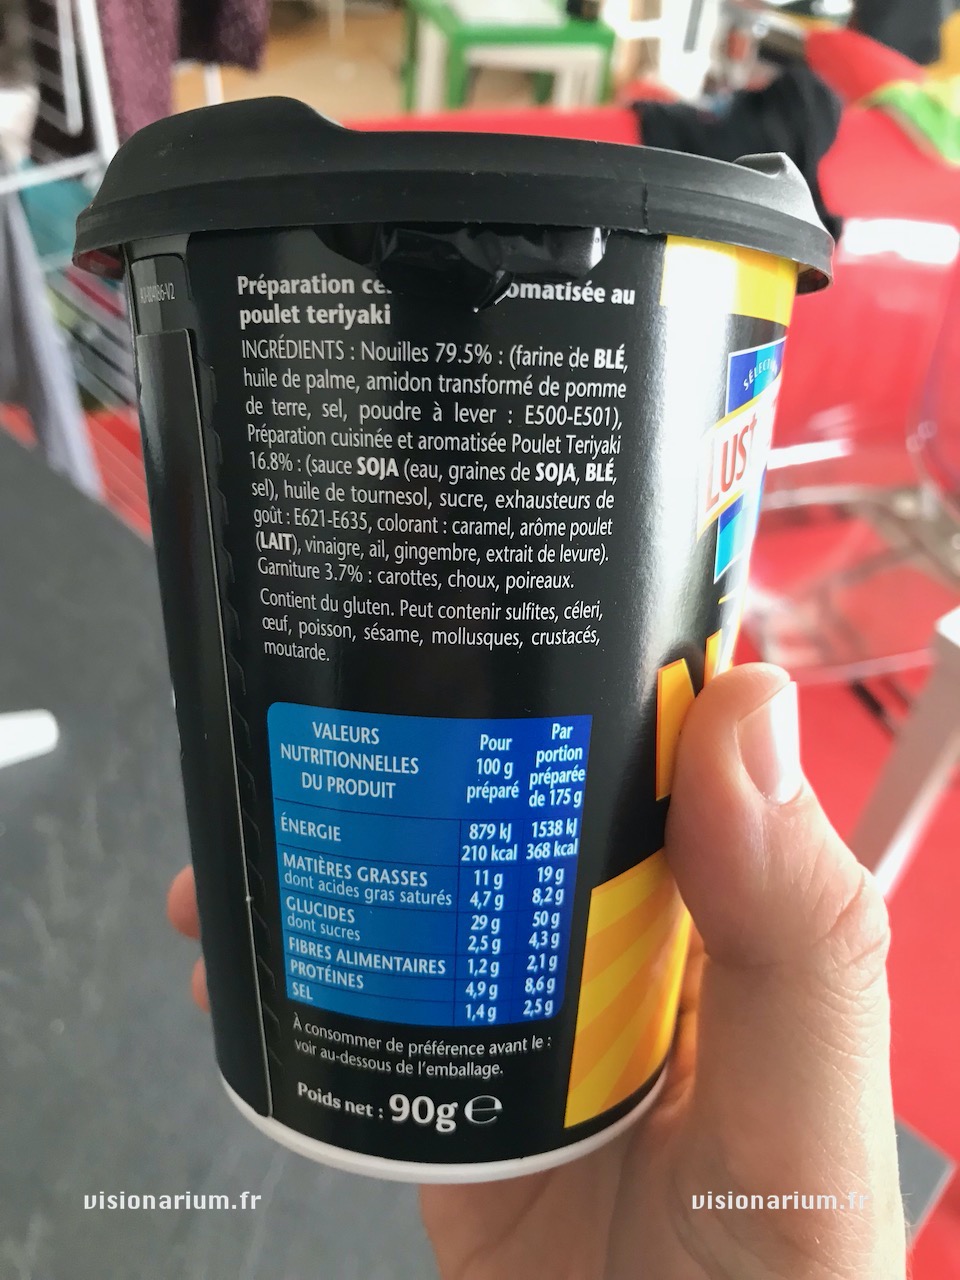 Préparation
omatisée au
poulet teriyaki
INGRÉDIENTS : Nouilles 79.5% : (farine de BLÉ,
huile de palme, amidon transformé de pomme
de terre, sel, poudre à lever : E500-E501),
Préparation cuisinée et aromatisée Poulet Teriyaki
16.8% : (sauce SOJA (eau, graines de SOJA, BLÉ,
sel), huile de tournesol, sucre, exhausteurs de
goût : E621-E635, colorant : caramel, arôme poulet
(LAIT), vinaigre, ail, gingembre, extrait de levure).
Garniture 3.7% : carottes, choux, poireaux.
Contient du gluten. Peut contenir sulfites, céleri,
œuf, poisson, sésame, mollusques, crustacés,
moutarde.
VALEURS NUTRITIONNELLES DU PRODUIT Pour 100 g préparé Par portion préparée de 175 g
ÉNERGIE 879 kJ 1538 kJ
210 kcal 368 kcal
MATIÈRES GRASSES 11 g 19 g
dont acides gras saturés 4,7 g 8,2 g
GLUCIDES 29 g 50 g
dont sucres 2,5 g 4,3 g
FIBRES ALIMENTAIRES 1,2 g 2,1 g
PROTÉINES 4,9 g 8,6 g
SEL 1,4 g 2,5 g
À consommer de préférence avant le :
voir au-dessous de l'emballage.
Poids net : 90g e
LUS
visionarium.fr
visionarium.fr